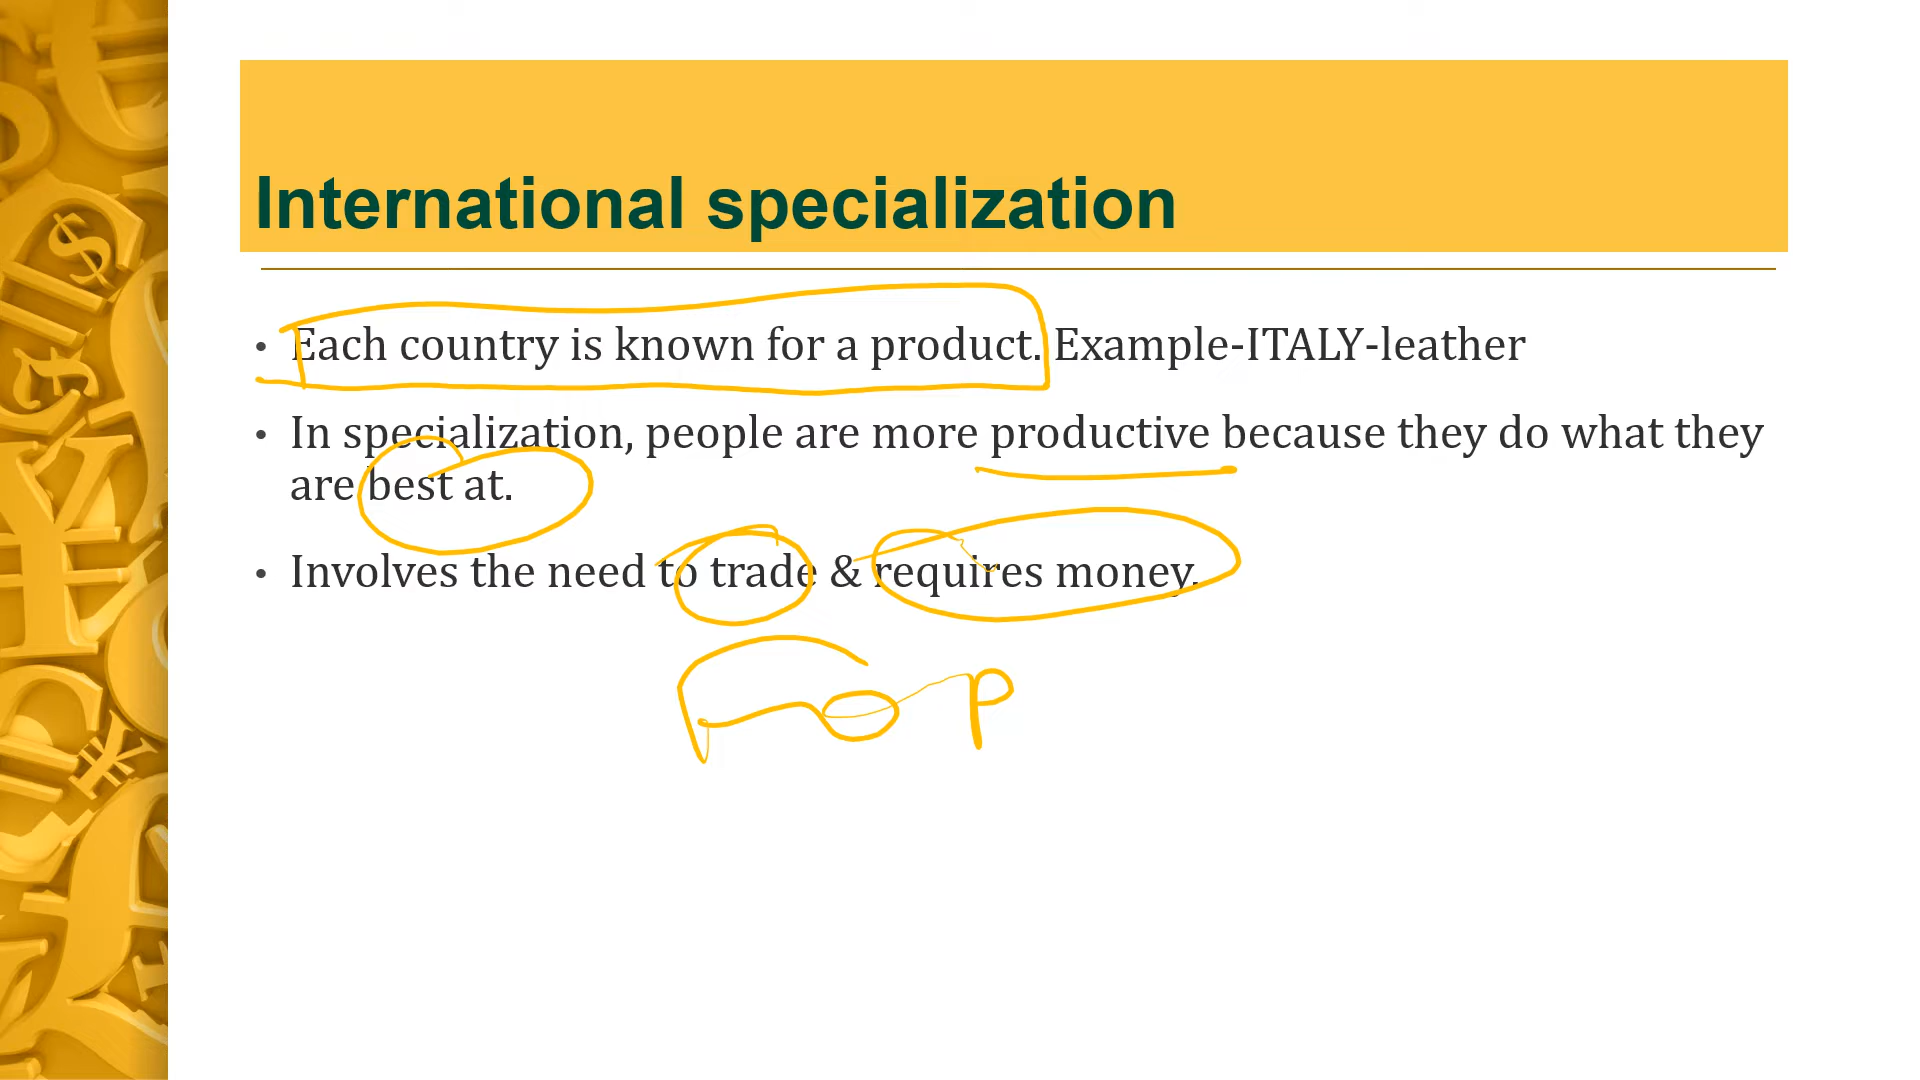 International specialization
• Each country is known for a product. Example-ITALY-leather
• In specialization, people are more productive because they do what they
are best at.
• Involves the need to trade & requires money.